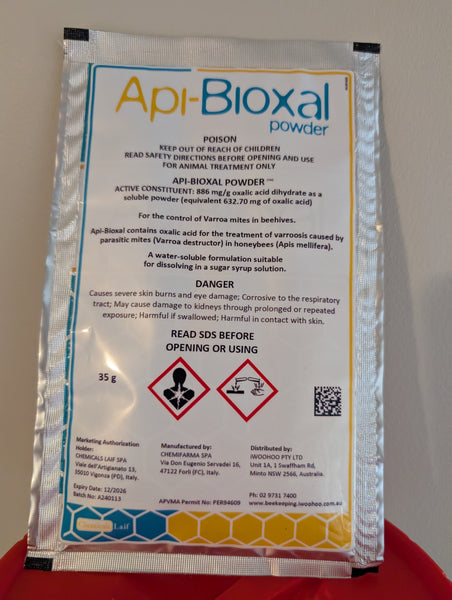 Api-Bioxal
powder
POISON
KEEP OUT OF REACH OF CHILDREN
READ SAFETY DIRECTIONS BEFORE OPENING AND USE
FOR ANIMAL TREATMENT ONLY
API-BIOXAL POWDER ™
ACTIVE CONSTITUENT: 886 mg/g oxalic acid dihydrate as a
soluble powder (equivalent 632.70 mg of oxalic acid)
For the control of Varroa mites in beehives.
Api-Bioxal contains oxalic acid for the treatment of varroosis caused by
parasitic mites (Varroa destructor) in honeybees (Apis mellifera).
A water-soluble formulation suitable
for dissolving in a sugar syrup solution.
DANGER
Causes severe skin burns and eye damage; Corrosive to the respiratory
tract; May cause damage to kidneys through prolonged or repeated
exposure; Harmful if swallowed; Harmful in contact with skin.
READ SDS BEFORE
OPENING OR USING
35 g
Marketing Authorization
Holder:
CHEMICALS LAIF SPA
Viale dell'Artigianato 13,
35010 Vigonza (PD), Italy.
Expiry Date: 12/2026
Batch No: A240113
Manufactured by:
CHEMIFARMA SPA
Via Don Eugenio Servadei 16,
47122 Forlì (FC), Italy.
APVMA Permit No: PER94609
Distributed by:
IWOOHOO PTY LTD
Unit 1A, 1 Swaffham Rd,
Minto NSW 2566, Australia.
Ph: 02 9731 7400
www.beekeeping.iwoohoo.com.au
Chemicals Laif